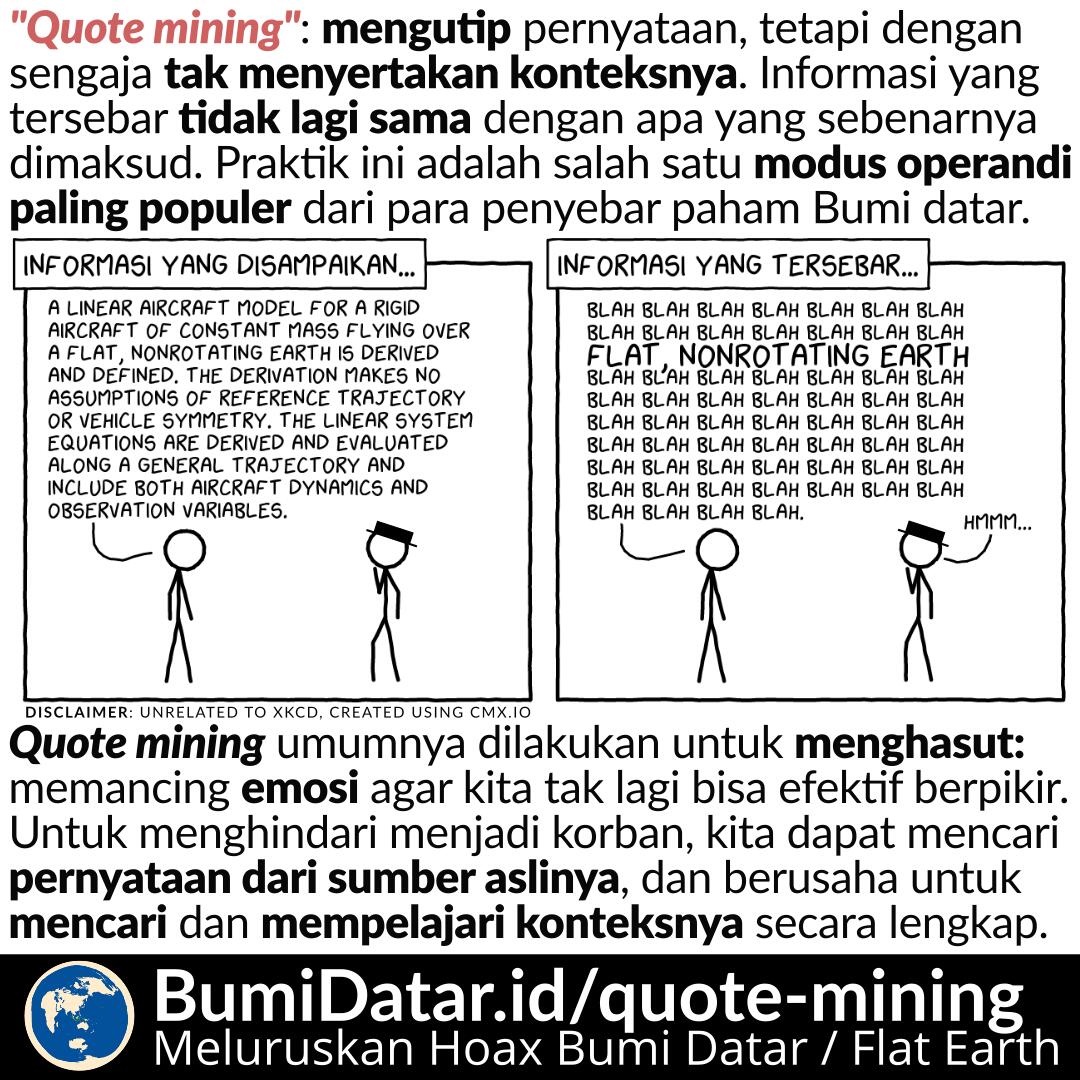 "Quote mining": mengutip pernyataan, tetapi dengan
sengaja tak menyertakan konteksnya. Informasi yang
tersebar tidak lagi sama dengan apa yang sebenarnya
dimaksud. Praktik ini adalah salah satu modus operandi
paling populer dari para penyebar paham Bumi datar.
INFORMASI YANG DISAMPAIKAN...
A LINEAR AIRCRAFT MODEL FOR A RIGID
AIRCRAFT OF CONSTANT MASS FLYING OVER
A FLAT, NONROTATING EARTH IS DERIVED
AND DEFINED. THE DERIVATION MAKES NO
ASSUMPTIONS OF REFERENCE TRAJECTORY
OR VEHICLE SYMMETRY. THE LINEAR SYSTEM
EQUATIONS ARE DERIVED AND EVALUATED
ALONG A GENERAL TRAJECTORY AND
INCLUDE BOTH AIRCRAFT DYNAMICS AND
OBSERVATION VARIABLES.
INFORMASI YANG TERSEBAR...
BLAH BLAH BLAH BLAH BLAH BLAH BLAH
BLAH BLAH BLAH BLAH BLAH BLAH BLAH
FLAT, NONROTATING EARTH
BLAH BLAH BLAH BLAH BLAH BLAH BLAH
BLAH BLAH BLAH BLAH BLAH BLAH BLAH
BLAH BLAH BLAH BLAH BLAH BLAH BLAH
BLAH BLAH BLAH BLAH BLAH BLAH BLAH
BLAH BLAH BLAH BLAH BLAH BLAH BLAH
BLAH BLAH BLAH BLAH BLAH BLAH BLAH
BLAH BLAH BLAH BLAH.
HMMM...
DISCLAIMER: UNRELATED TO XKCD, CREATED USING CMX.IO
Quote mining umumnya dilakukan untuk menghasut:
memancing emosi agar kita tak lagi bisa efektif berpikir.
Untuk menghindari menjadi korban, kita dapat mencari
pernyataan dari sumber aslinya, dan berusaha untuk
mencari dan mempelajari konteksnya secara lengkap.
BumiDatar.id/quote-mining
Meluruskan Hoax Bumi Datar / Flat Earth